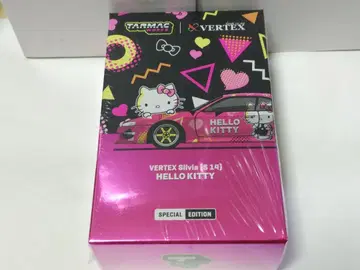 TARMAC WORKS
VERTEX
HELLO
KITTY
VERTEX Silvia (S14)
HELLO KITTY
SPECIAL EDITION